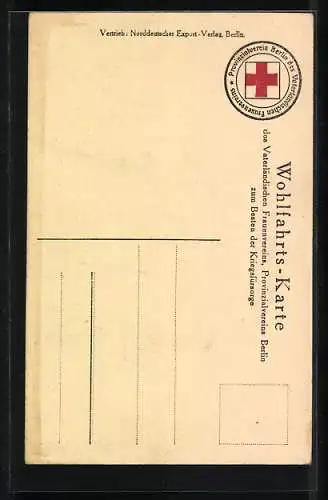 Vertrieb: Norddeutscher Export-Verlag, Berlin.
Provinzialverein Berlin des Vaterländischen Frauenvereins
Wohlfahrts-Karte
des Vaterländischen Frauenvereins, Provinzialvereins Berlin
zum Besten der Kriegsfürsorge